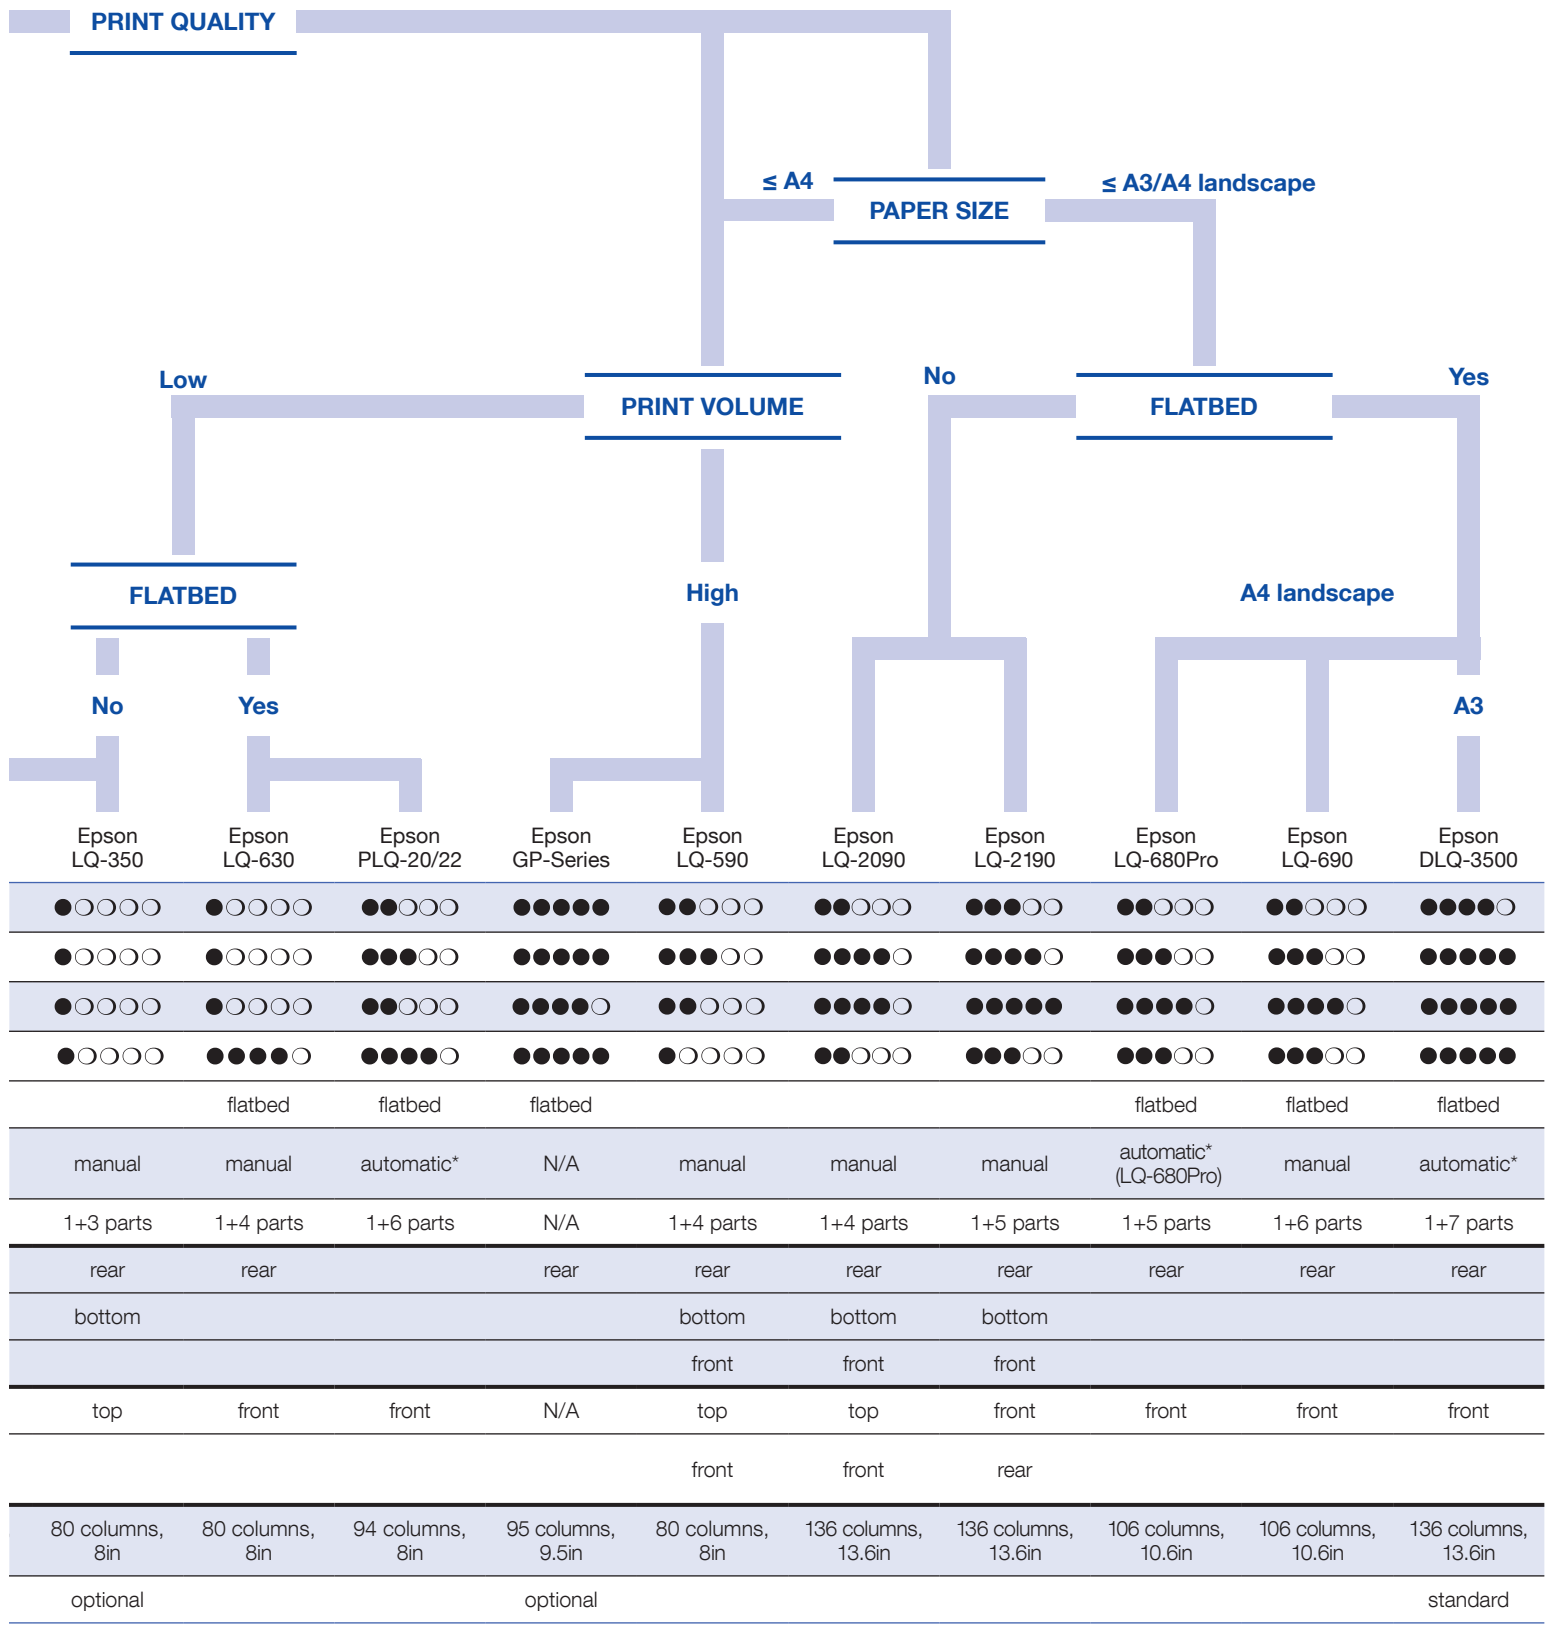 PRINT QUALITY
≤ A4
≤ A3/A4 landscape
PAPER SIZE
Low
No
Yes
PRINT VOLUME
FLATBED
FLATBED
High
A4 landscape
No
Yes
A3
Epson Epson Epson Epson Epson Epson Epson Epson Epson Epson
LQ-350 LQ-630 PLQ-20/22 GP-Series LQ-590 LQ-2090 LQ-2190 LQ-680Pro LQ-690 DLQ-3500
●❍❍❍❍ ●❍❍❍❍ ●●❍❍❍ ●●●●● ●●❍❍❍ ●●❍❍❍ ●●●❍❍ ●●❍❍❍ ●●❍❍❍ ●●●●❍
●❍❍❍❍ ●❍❍❍❍ ●●●❍❍ ●●●●● ●●●❍❍ ●●●●❍ ●●●●❍ ●●●❍❍ ●●●❍❍ ●●●●●
●❍❍❍❍ ●❍❍❍❍ ●●❍❍❍ ●●●●❍ ●●❍❍❍ ●●●●❍ ●●●●● ●●●●❍ ●●●●❍ ●●●●●
●❍❍❍❍ ●●●●❍ ●●●●❍ ●●●●● ●❍❍❍❍ ●●❍❍❍ ●●●❍❍ ●●●❍❍ ●●●❍❍ ●●●●●
flatbed flatbed flatbed flatbed flatbed flatbed
manual manual automatic* N/A manual manual manual automatic* manual automatic*
(LQ-680Pro)
1+3 parts 1+4 parts 1+6 parts N/A 1+4 parts 1+4 parts 1+5 parts 1+5 parts 1+6 parts 1+7 parts
rear rear rear rear rear rear rear rear rear
bottom bottom bottom bottom
front front front
top front front N/A top top front front front front
front front rear
80 columns, 80 columns, 94 columns, 95 columns, 80 columns, 136 columns, 136 columns, 106 columns, 106 columns, 136 columns,
8in 8in 8in 9.5in 8in 13.6in 13.6in 10.6in 10.6in 13.6in
optional optional standard